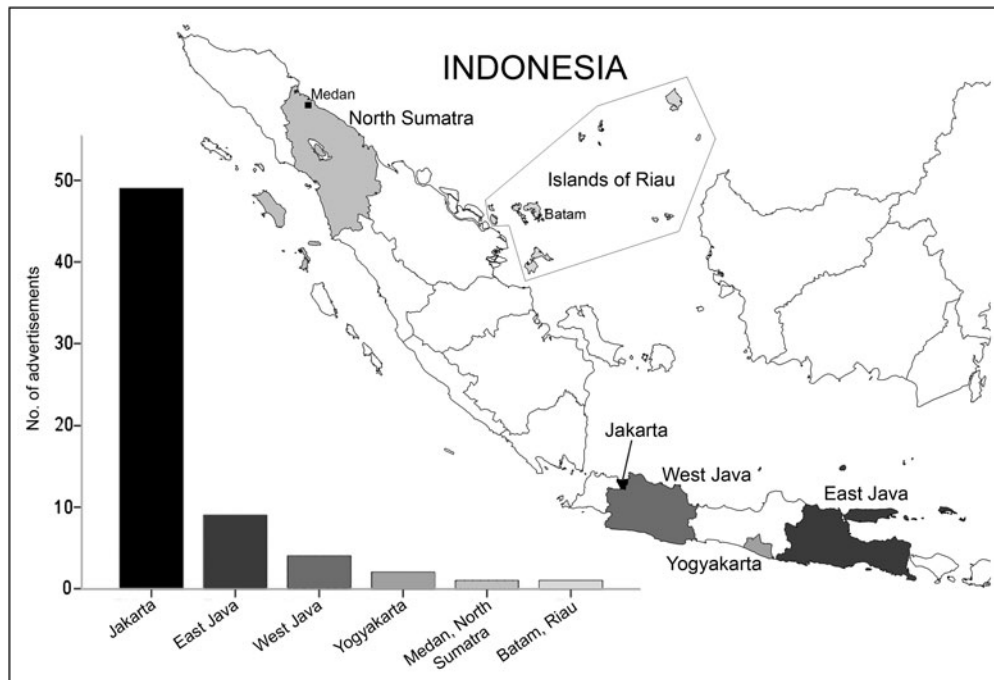 INDONESIA
Medan
North Sumatra
Islands of Riau
Batam
Jakarta
West Java
East Java
Yogyakarta
No. of advertisements
50
40
30
20
10
0
Jakarta
East Java
West Java
Yogyakarta
Medan, North
Sumatra
Batam, Riau